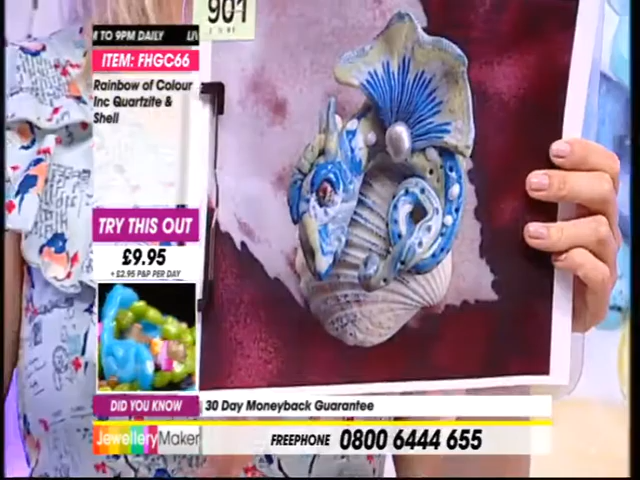 901
M TO 9PM DAILY
LIV
ITEM: FHGC66
Rainbow of Colour
Inc Quartzite &
Shell
TRY THIS OUT
£9.95
+ £2.95 P&P PER DAY
DID YOU KNOW
30 Day Moneyback Guarantee
JewelleryMaker
FREEPHONE 0800 6444 655